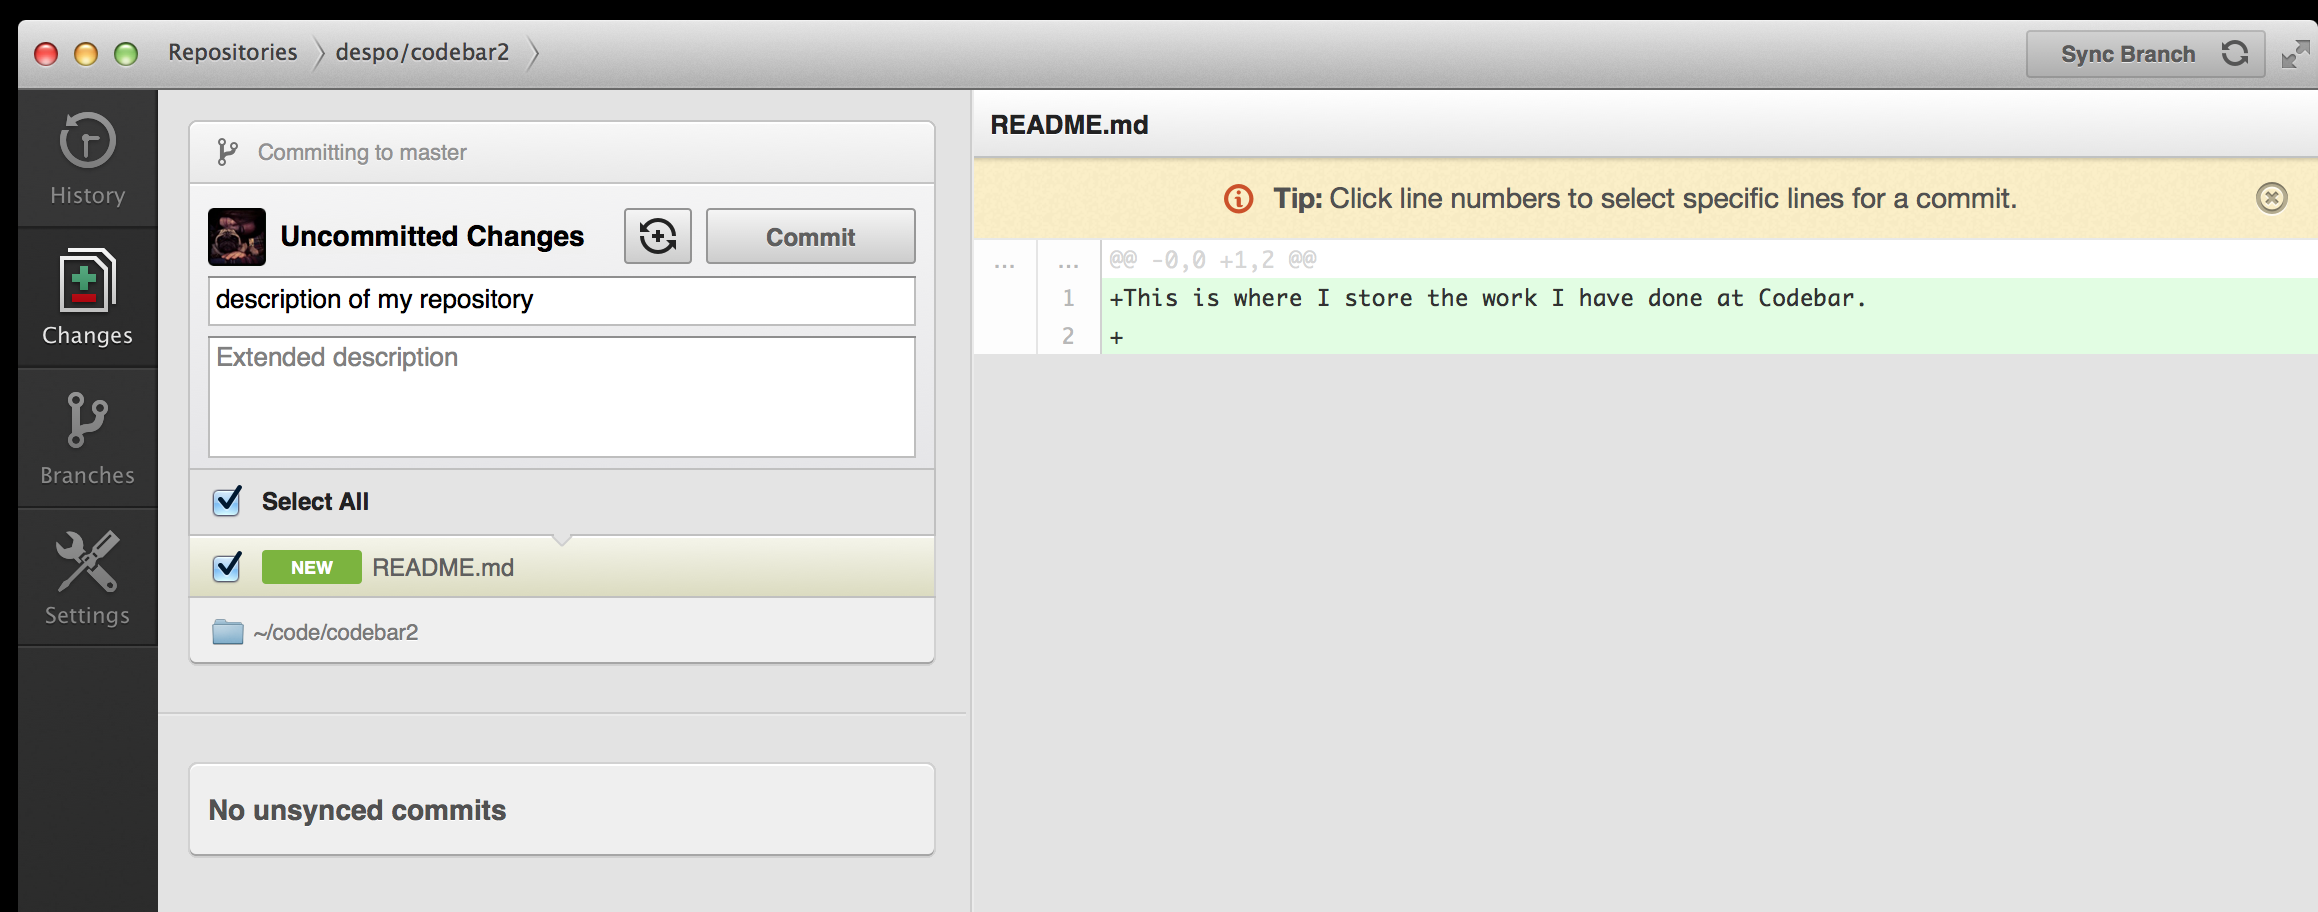 Repositories despo/codebar2 Sync Branch
History
Changes
Branches
Settings
Committing to master
Uncommitted Changes Commit
description of my repository
Extended description
Select All
NEW README.md
~/code/codebar2
No unsynced commits
README.md
Tip: Click line numbers to select specific lines for a commit.
... ... @@ -0,0 +1,2 @@
1 +This is where I store the work I have done at Codebar.
2 +